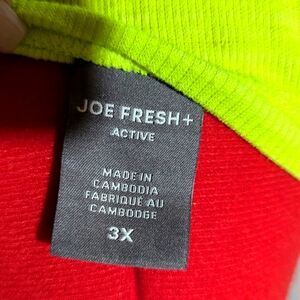 JOE FRESH+
ACTIVE
MADE IN
CAMBODIA
FABRIQUÉ AU
CAMBODGE
3X